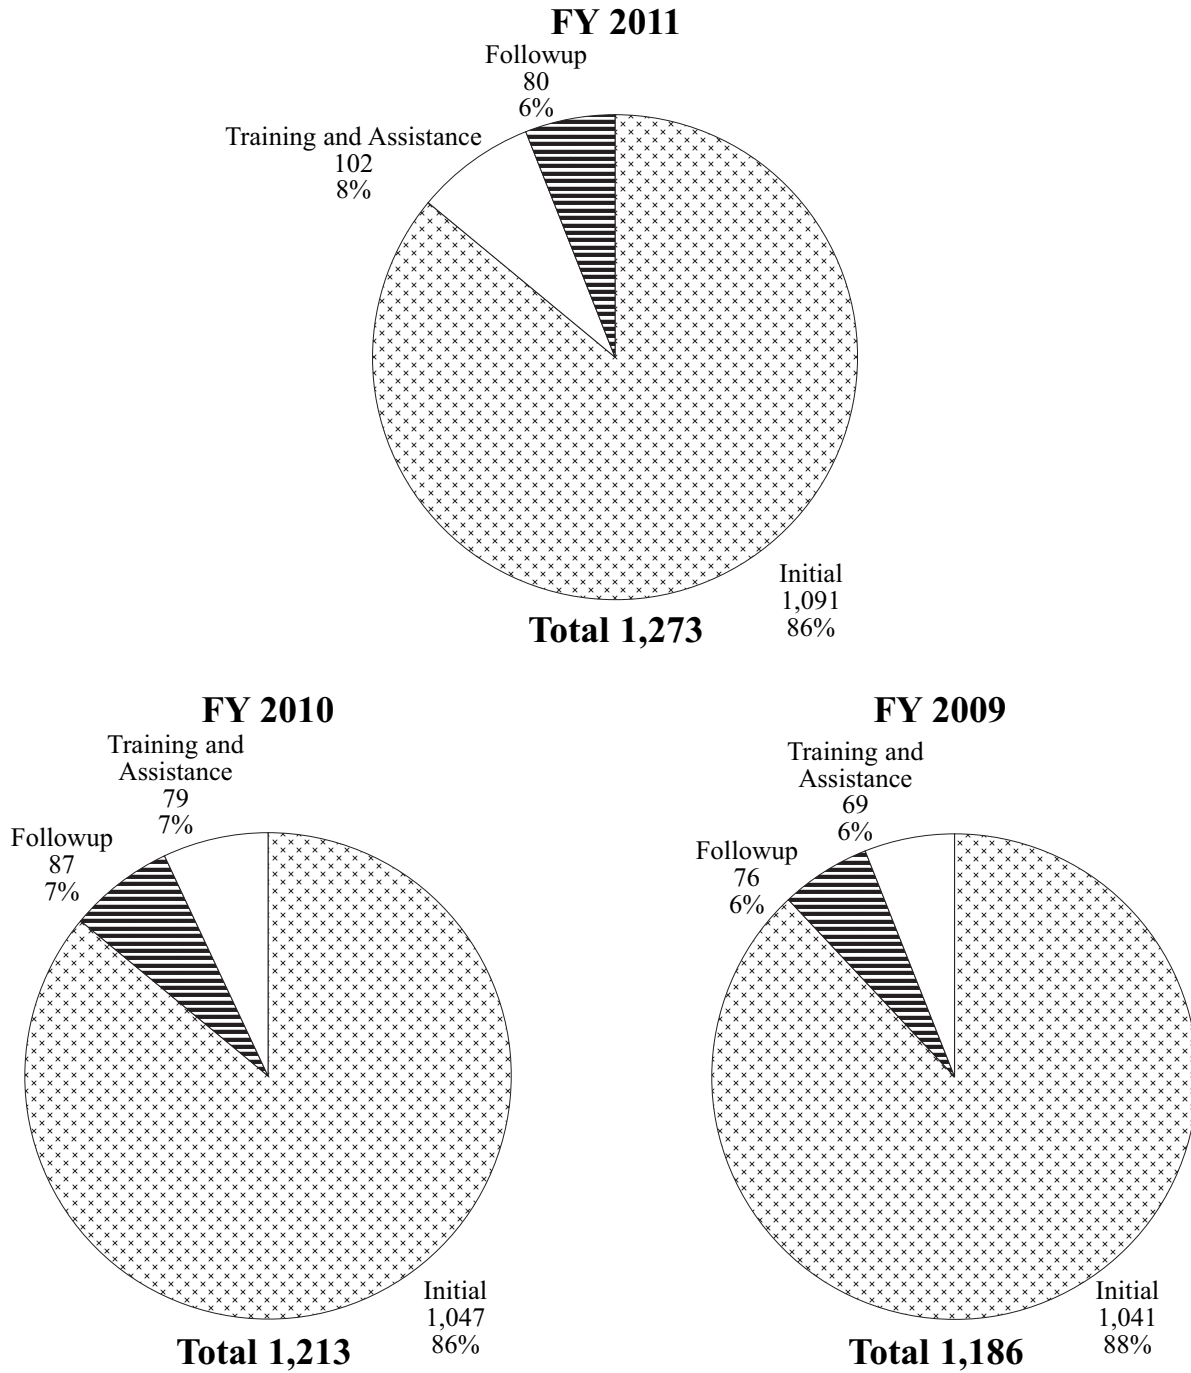 FY 2011
Followup
80
6%
Training and Assistance
102
8%
Initial
1,091
86%
Total 1,273
FY 2010
Training and
Assistance
79
7%
Followup
87
7%
Initial
1,047
86%
Total 1,213
FY 2009
Training and
Assistance
69
6%
Followup
76
6%
Initial
1,041
88%
Total 1,186